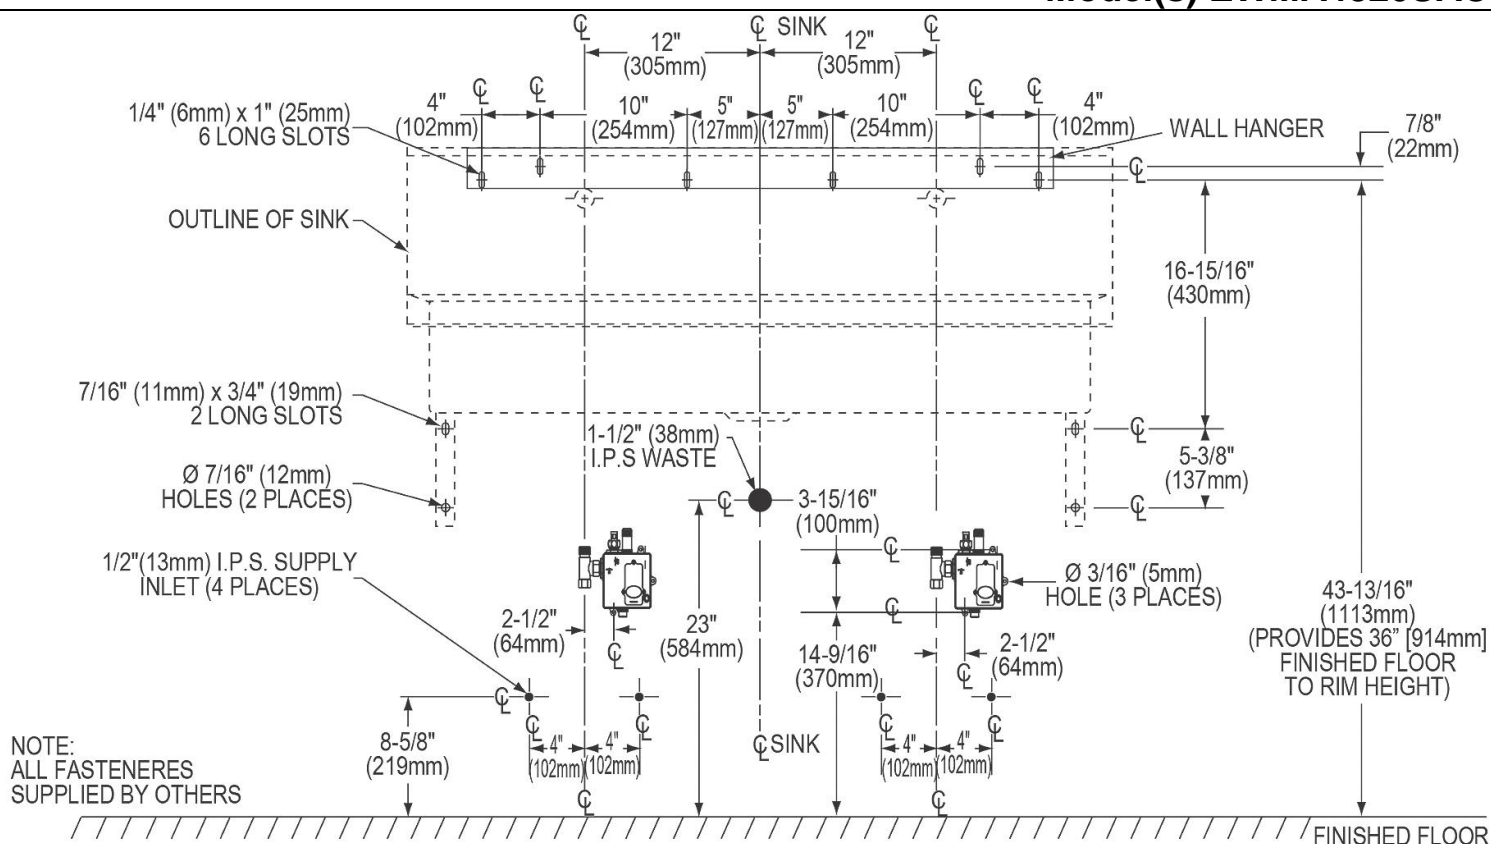 ℄ SINK
12"
(305mm)
12"
(305mm)
℄
℄
℄
℄
℄
℄
4"
(102mm)
10"
(254mm)
5"
(127mm)
5"
(127mm)
10"
(254mm)
4"
(102mm)
1/4" (6mm) x 1" (25mm)
6 LONG SLOTS
WALL HANGER
7/8"
(22mm)
℄
OUTLINE OF SINK
16-15/16"
(430mm)
7/16" (11mm) x 3/4" (19mm)
2 LONG SLOTS
1-1/2" (38mm)
I.P.S WASTE
℄
5-3/8"
(137mm)
℄
Ø 7/16" (12mm)
HOLES (2 PLACES)
℄
3-15/16"
(100mm)
℄
℄
1/2"(13mm) I.P.S. SUPPLY
INLET (4 PLACES)
Ø 3/16" (5mm)
HOLE (3 PLACES)
43-13/16"
(1113mm)
(PROVIDES 36” [914mm]
FINISHED FLOOR
TO RIM HEIGHT)
2-1/2"
(64mm)
℄
23"
(584mm)
14-9/16"
(370mm)
2-1/2"
(64mm)
℄
℄
℄
℄
℄
℄
8-5/8"
(219mm)
4"
(102mm)
4"
(102mm)
℄ SINK
4"
(102mm)
4"
(102mm)
℄
℄
NOTE:
ALL FASTENERES
SUPPLIED BY OTHERS
FINISHED FLOOR